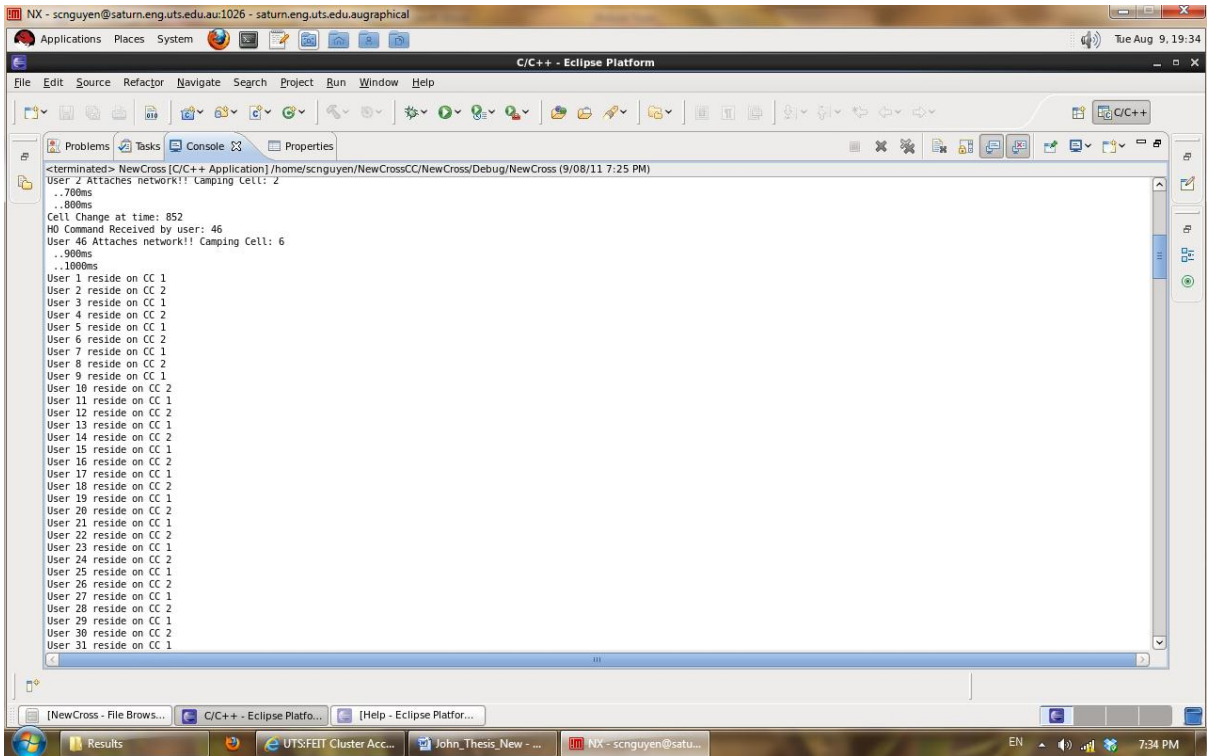 NX - scnguyen@saturn.eng.uts.edu.au:1026 - saturn.eng.uts.edu.augraphical
Applications Places System Tue Aug 9, 19:34
C/C++ - Eclipse Platform
File Edit Source Refactor Navigate Search Project Run Window Help
C/C++
Problems Tasks Console Properties
<terminated> NewCross [C/C++ Application] /home/scnguyen/NewCrossCC/NewCross/Debug/NewCross (9/08/11 7:25 PM)
User 2 Attaches network!! Camping Cell: 2
..700ms
..800ms
Cell Change at time: 852
HO Command Received by user: 46
User 46 Attaches network!! Camping Cell: 6
..900ms
..1000ms
User 1 reside on CC 1
User 2 reside on CC 2
User 3 reside on CC 1
User 4 reside on CC 2
User 5 reside on CC 1
User 6 reside on CC 2
User 7 reside on CC 1
User 8 reside on CC 2
User 9 reside on CC 1
User 10 reside on CC 2
User 11 reside on CC 1
User 12 reside on CC 2
User 13 reside on CC 1
User 14 reside on CC 2
User 15 reside on CC 1
User 16 reside on CC 2
User 17 reside on CC 1
User 18 reside on CC 2
User 19 reside on CC 1
User 20 reside on CC 2
User 21 reside on CC 1
User 22 reside on CC 2
User 23 reside on CC 1
User 24 reside on CC 2
User 25 reside on CC 1
User 26 reside on CC 2
User 27 reside on CC 1
User 28 reside on CC 2
User 29 reside on CC 1
User 30 reside on CC 2
User 31 reside on CC 1
[NewCross - File Brows... C/C++ - Eclipse Platfo... [Help - Eclipse Platfor...
Results UTS:FEIT Cluster Acc... John_Thesis_New - ... NX - scnguyen@satu... EN 7:34 PM